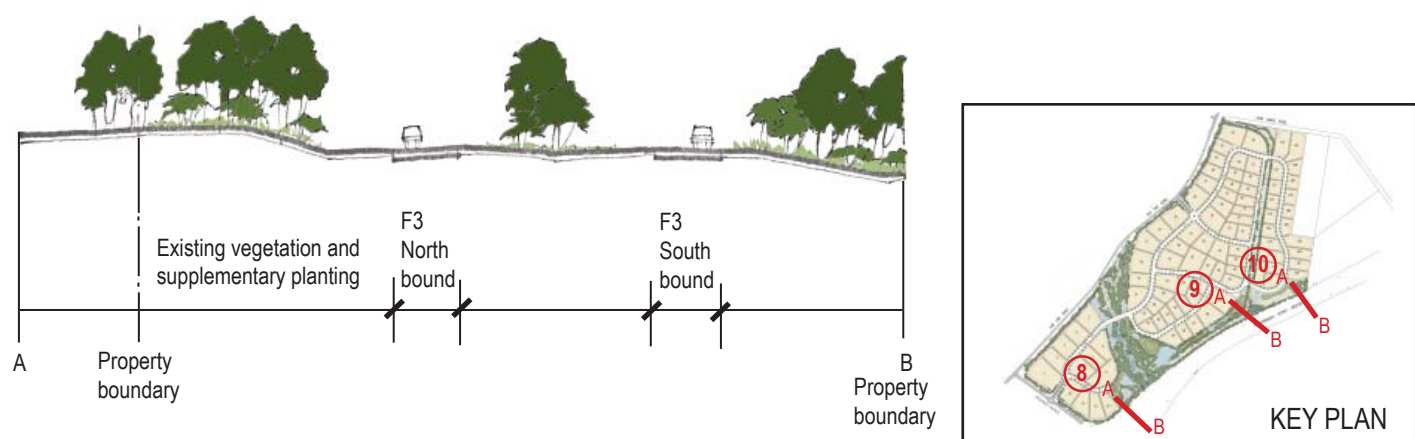 Existing vegetation and
supplementary planting
F3
North
bound
F3
South
bound
A
Property
boundary
B
Property
boundary
10
A
9
A
B
B
8
A
B
KEY PLAN